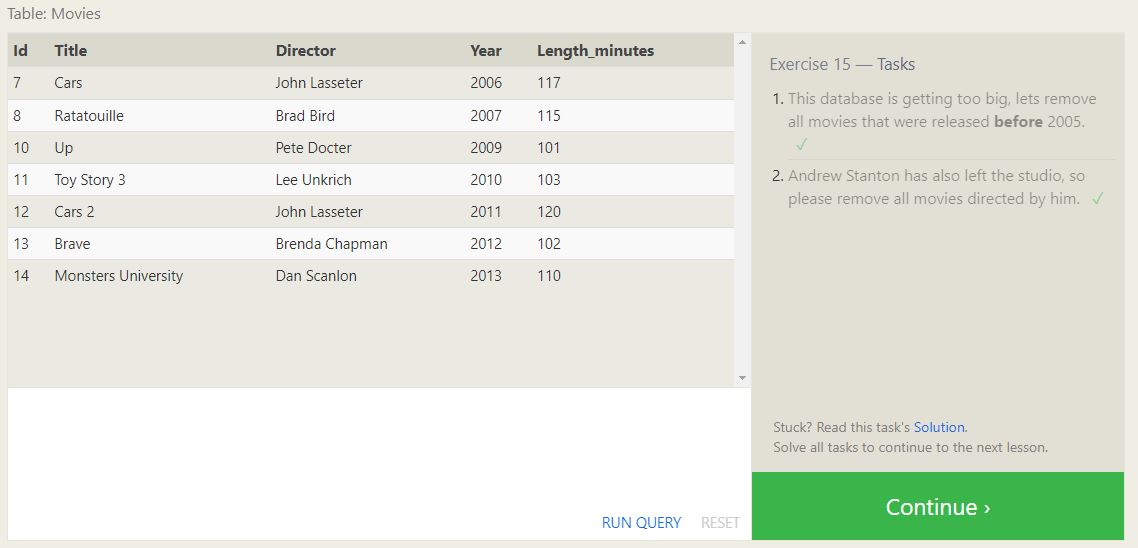 Table: Movies
Id Title Director Year Length_minutes
7 Cars John Lasseter 2006 117
8 Ratatouille Brad Bird 2007 115
10 Up Pete Docter 2009 101
11 Toy Story 3 Lee Unkrich 2010 103
12 Cars 2 John Lasseter 2011 120
13 Brave Brenda Chapman 2012 102
14 Monsters University Dan Scanlon 2013 110
RUN QUERY RESET
Exercise 15 — Tasks
1. This database is getting too big, lets remove
all movies that were released before 2005.
✓
2. Andrew Stanton has also left the studio, so
please remove all movies directed by him. ✓
Stuck? Read this task's Solution.
Solve all tasks to continue to the next lesson.
Continue ›